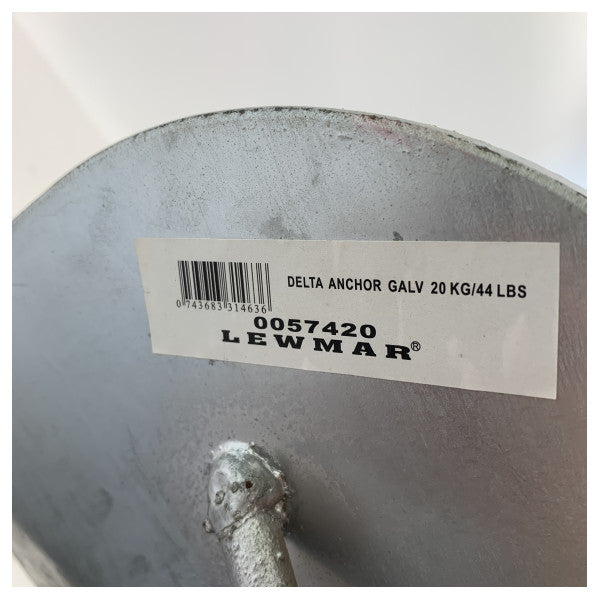 DELTA ANCHOR GALV 20 KG/44 LBS
0 743683 314636
0057420
LEWMAR®